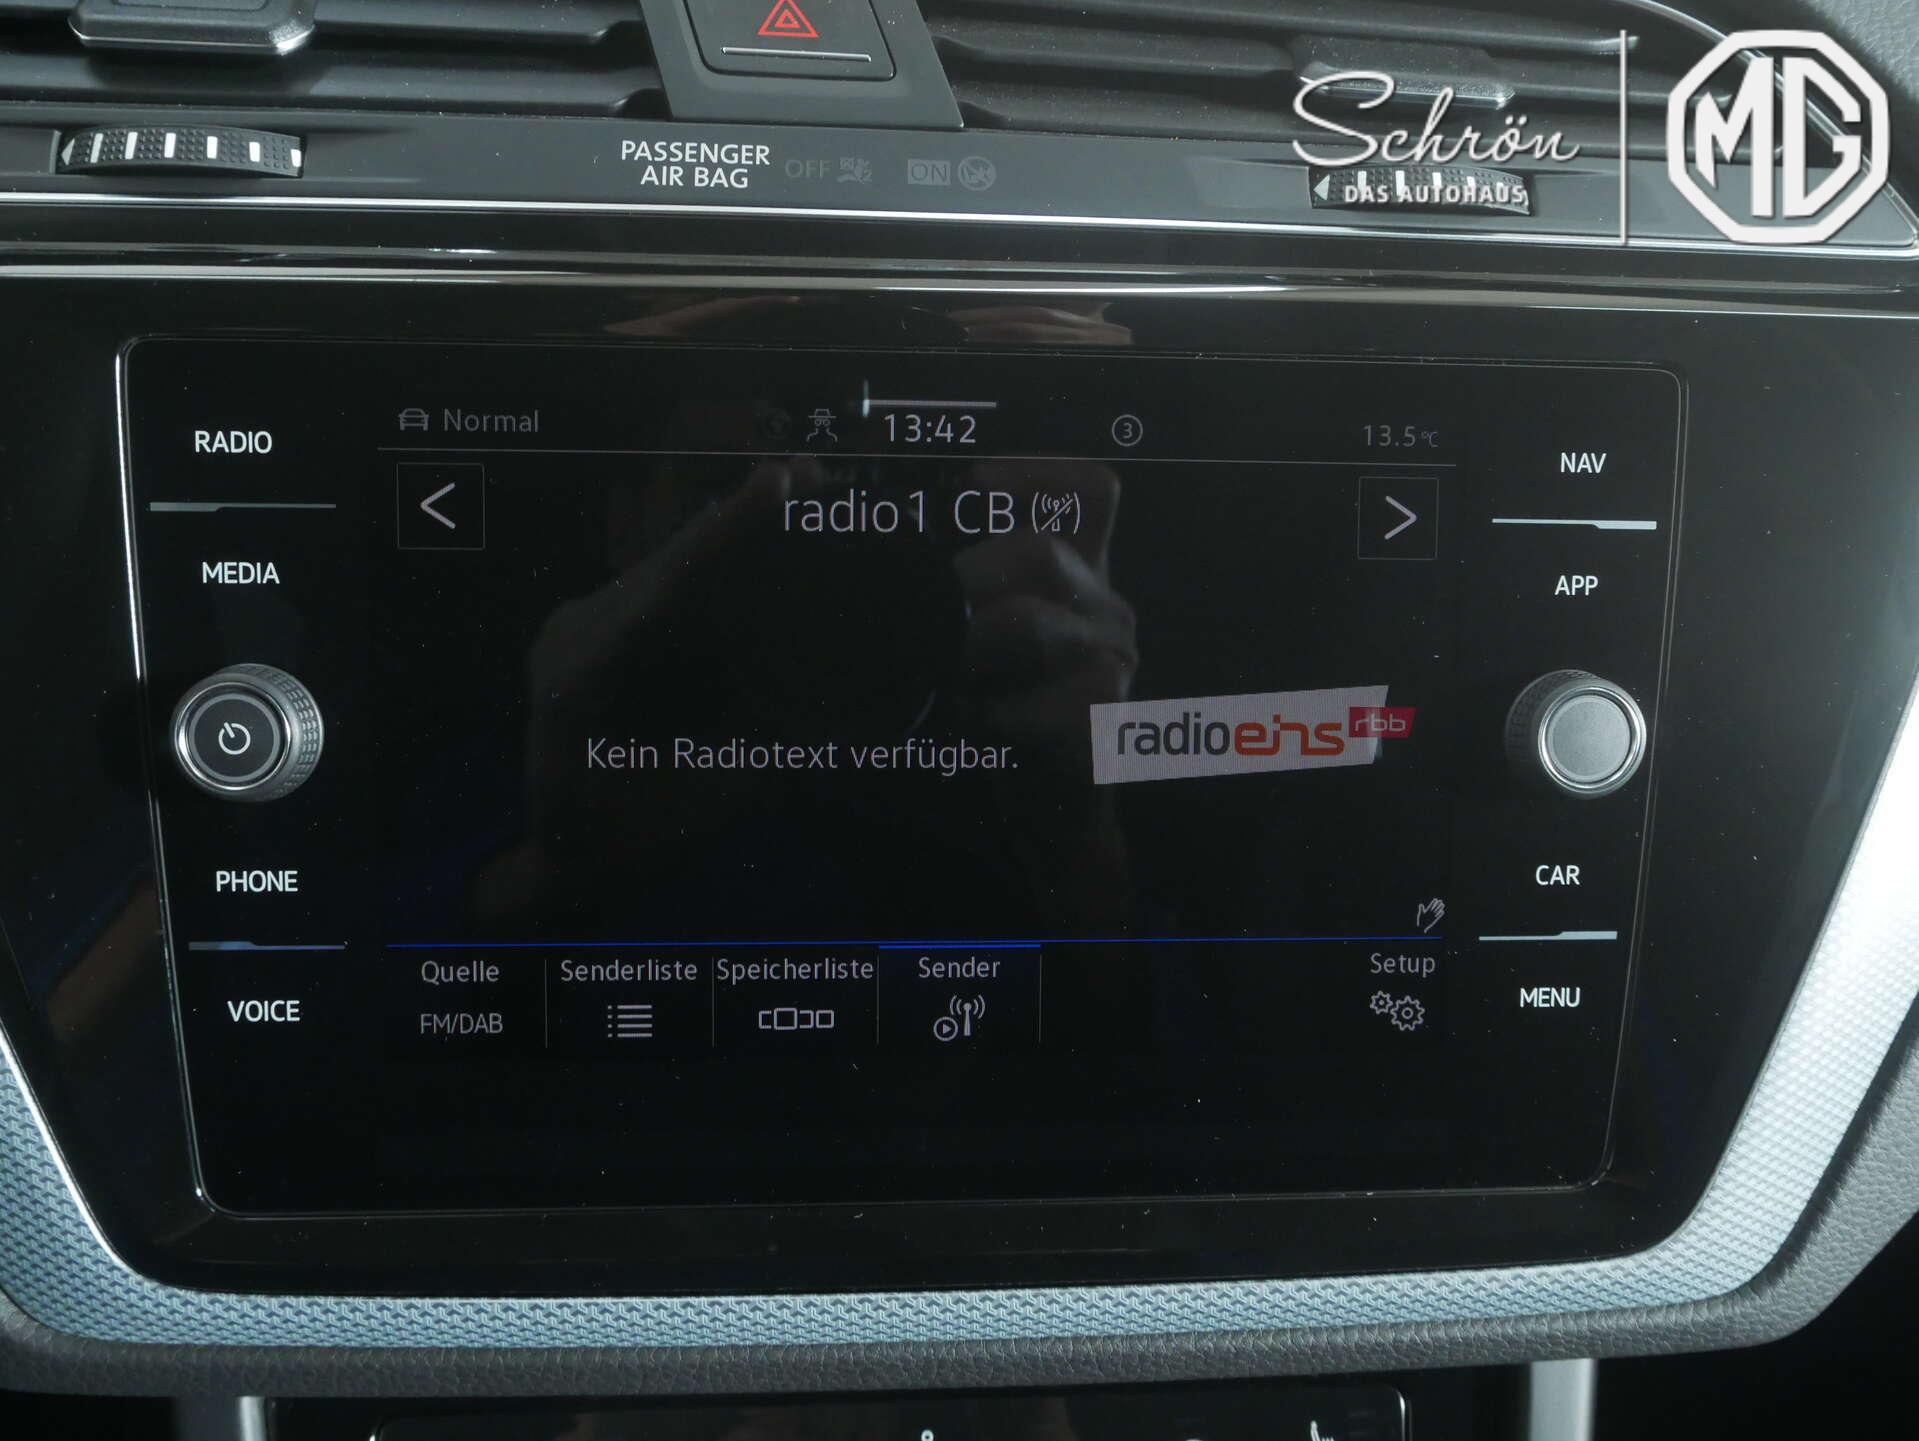 Schrön
DAS AUTOHAUS
MG
PASSENGER
AIR BAG
OFF
ON
RADIO
MEDIA
PHONE
VOICE
Normal
13:42
3
13.5°C
radio1 CB
Kein Radiotext verfügbar.
radioeins
rbb
Quelle
FM/DAB
Senderliste
Speicherliste
Sender
Setup
NAV
APP
CAR
MENU